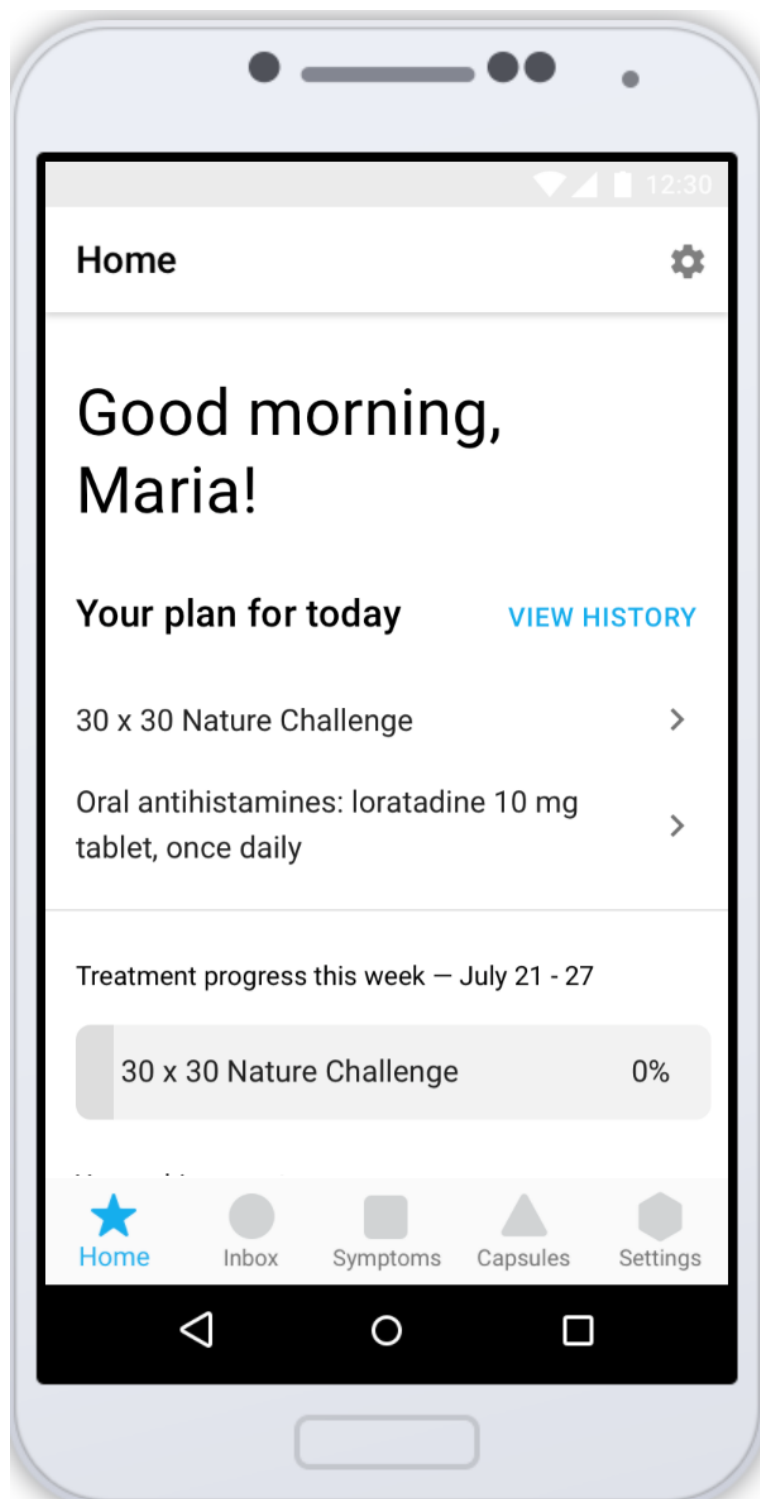 12:30
Home
Good morning,
Maria!
Your plan for today VIEW HISTORY
30 x 30 Nature Challenge
Oral antihistamines: loratadine 10 mg
tablet, once daily
Treatment progress this week — July 21 - 27
30 x 30 Nature Challenge 0%
Home Inbox Symptoms Capsules Settings